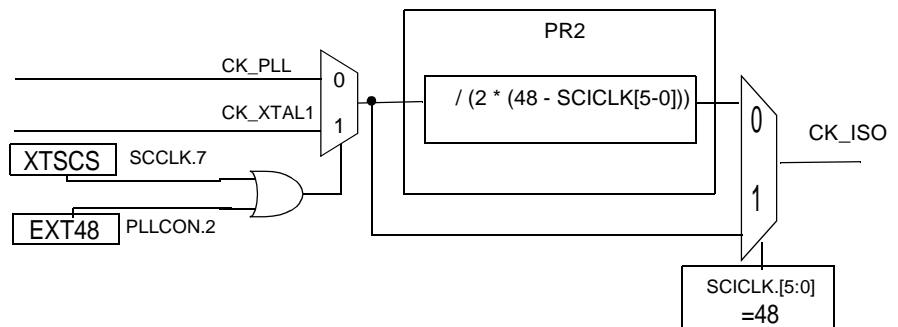 PR2
CK_PLL
0
/ (2 * (48 - SCICLK[5-0]))
CK_XTAL1
1
0
CK_ISO
XTSCS
SCCLK.7
1
EXT48
PLLCON.2
SCICLK.[5:0]
=48